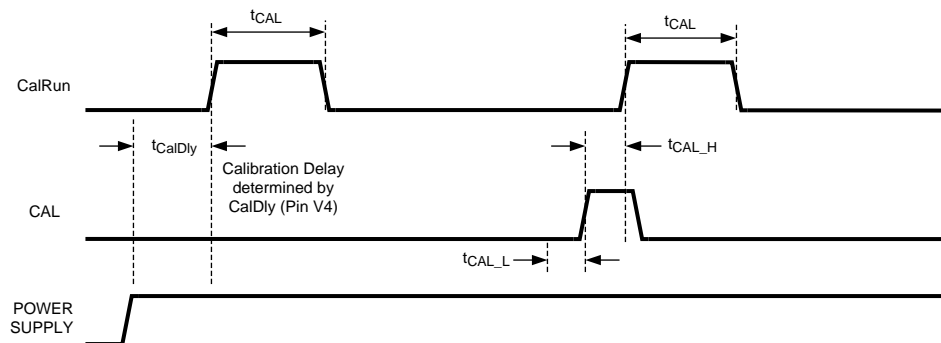 tCAL
tCAL
CalRun
tCalDly
tCAL_H
Calibration Delay
determined by
CalDly (Pin V4)
CAL
tCAL_L
POWER
SUPPLY